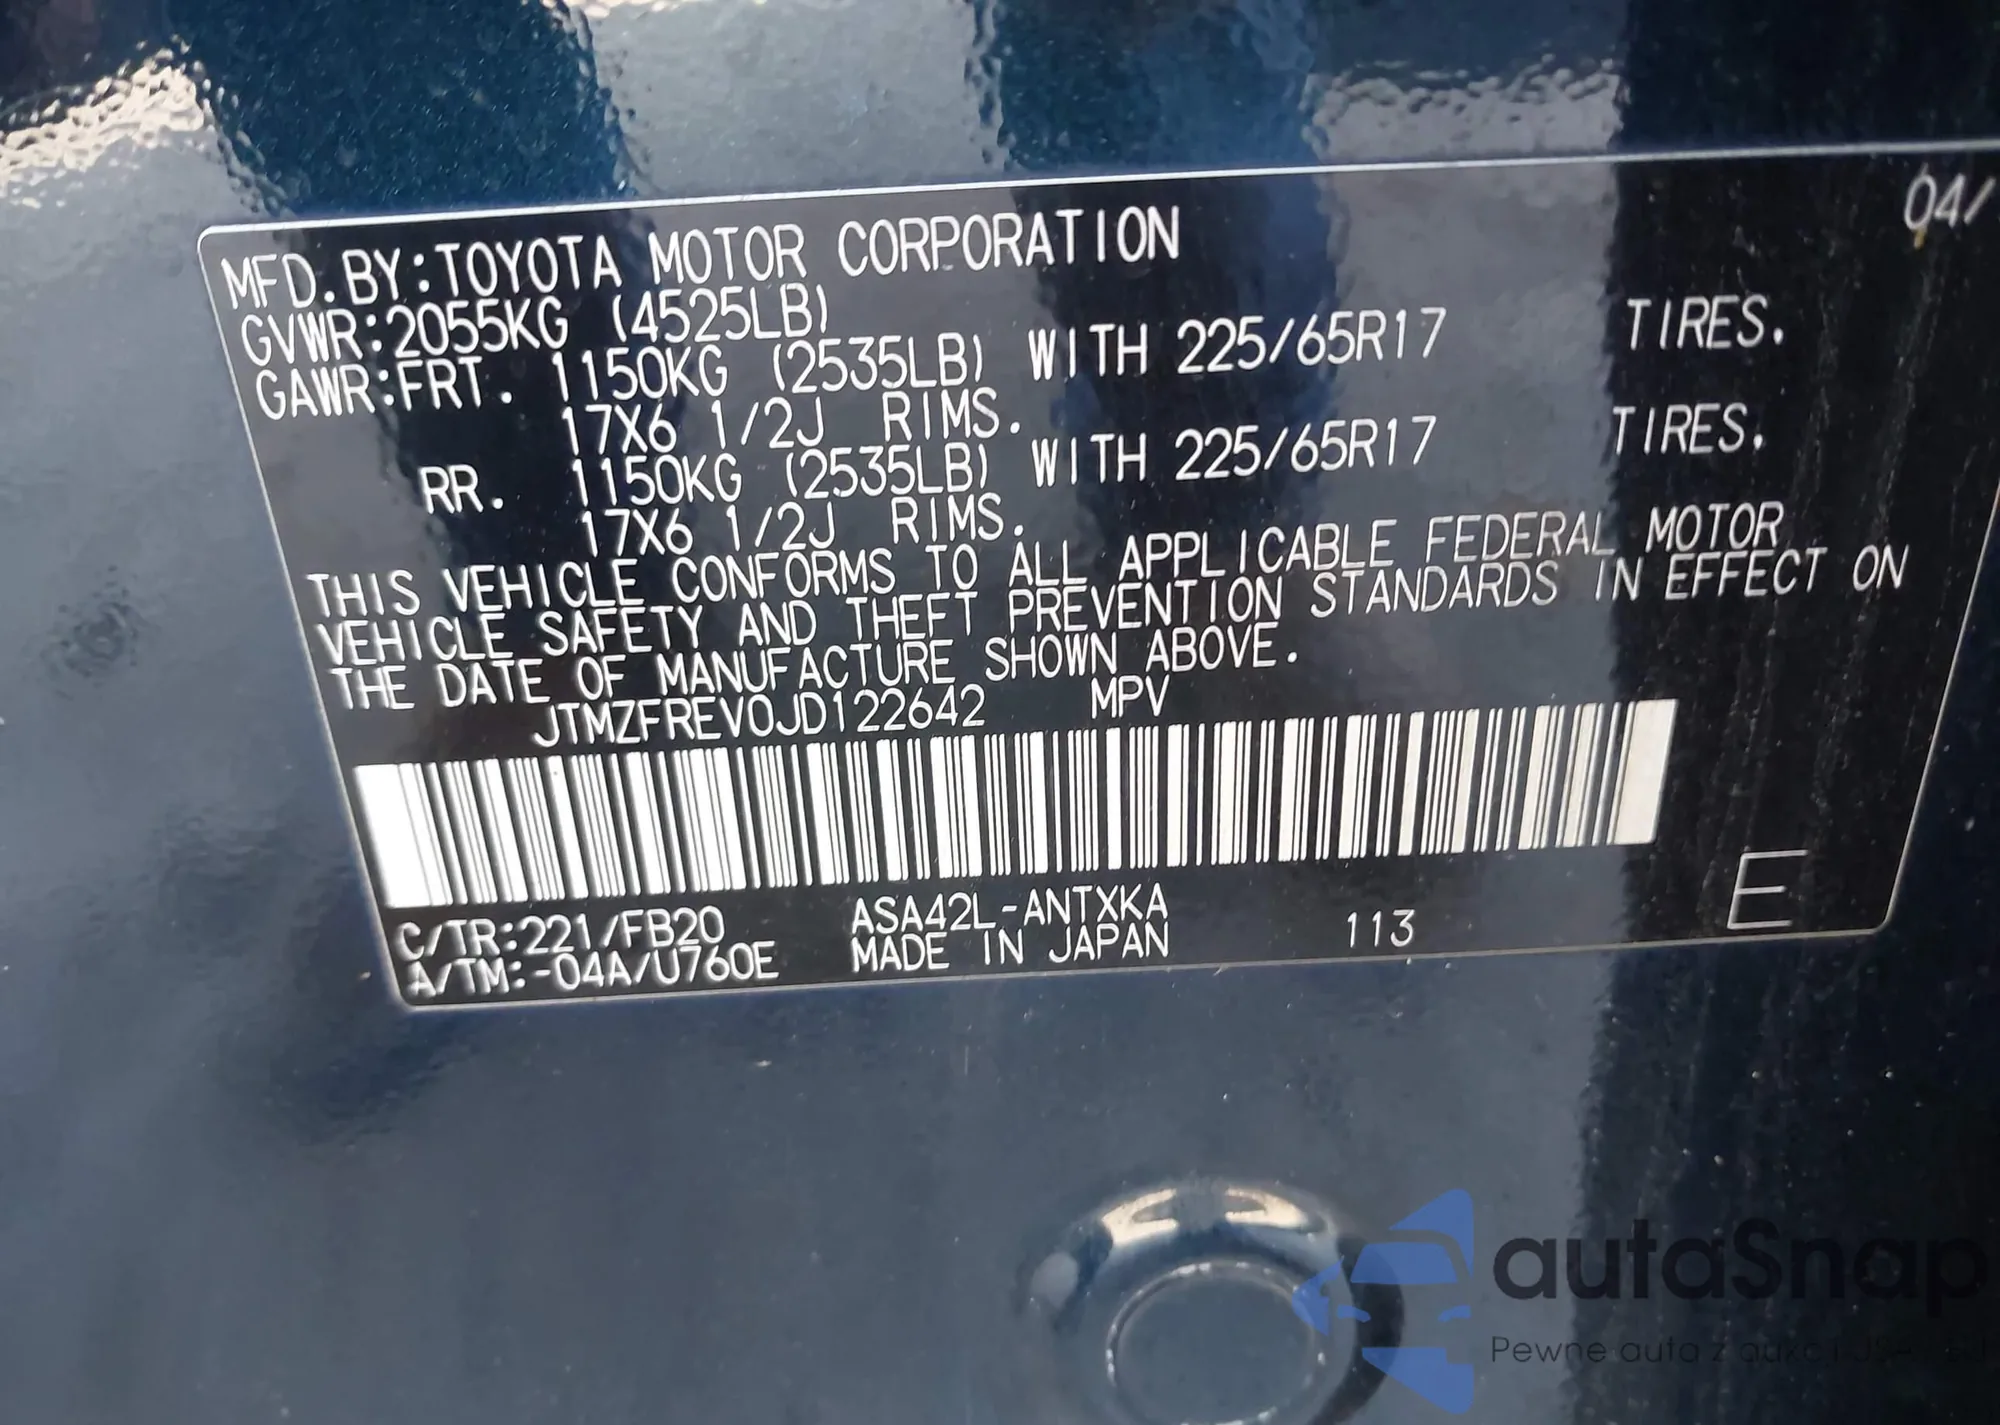 04/
MFD.BY:TOYOTA MOTOR CORPORATION
GVWR:2055KG (4525LB)
GAWR:FRT. 1150KG (2535LB) WITH 225/65R17 TIRES.
17X6 1/2J RIMS.
RR. 1150KG (2535LB) WITH 225/65R17 TIRES.
17X6 1/2J RIMS.
THIS VEHICLE CONFORMS TO ALL APPLICABLE FEDERAL MOTOR
VEHICLE SAFETY AND THEFT PREVENTION STANDARDS IN EFFECT ON
THE DATE OF MANUFACTURE SHOWN ABOVE.
JTMZFREV0JD122642 MPV
C/TR:221/FB20 ASA42L-ANTXKA
A/TM:-04A/U760E MADE IN JAPAN 113 E
autaSnap
Pewne auta z